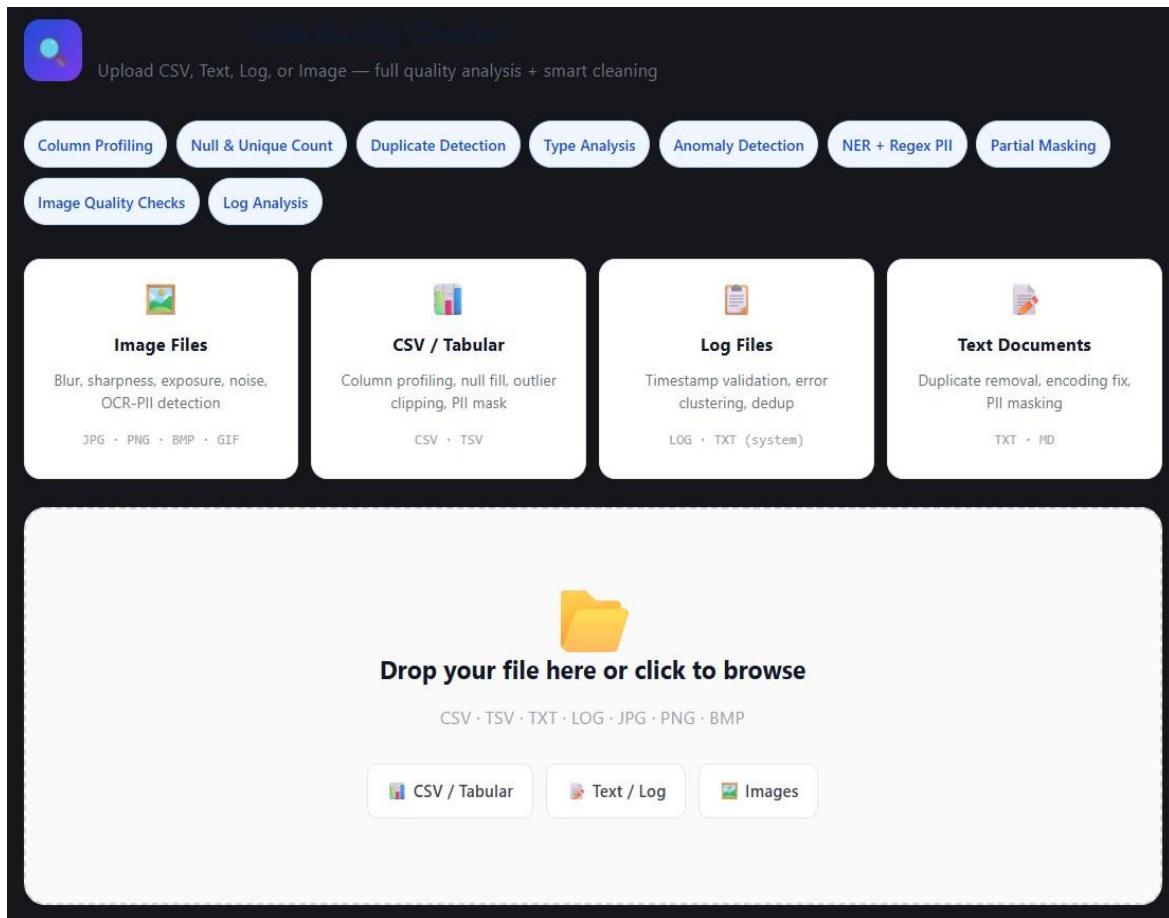 Upload CSV, Text, Log, or Image — full quality analysis + smart cleaning
Column Profiling
Null & Unique Count
Duplicate Detection
Type Analysis
Anomaly Detection
NER + Regex PII
Partial Masking
Image Quality Checks
Log Analysis
Image Files
Blur, sharpness, exposure, noise,
OCR-PII detection
JPG · PNG · BMP · GIF
CSV / Tabular
Column profiling, null fill, outlier
clipping, PII mask
CSV · TSV
Log Files
Timestamp validation, error
clustering, dedup
LOG · TXT (system)
Text Documents
Duplicate removal, encoding fix,
PII masking
TXT · MD
Drop your file here or click to browse
CSV · TSV · TXT · LOG · JPG · PNG · BMP
CSV / Tabular
Text / Log
Images